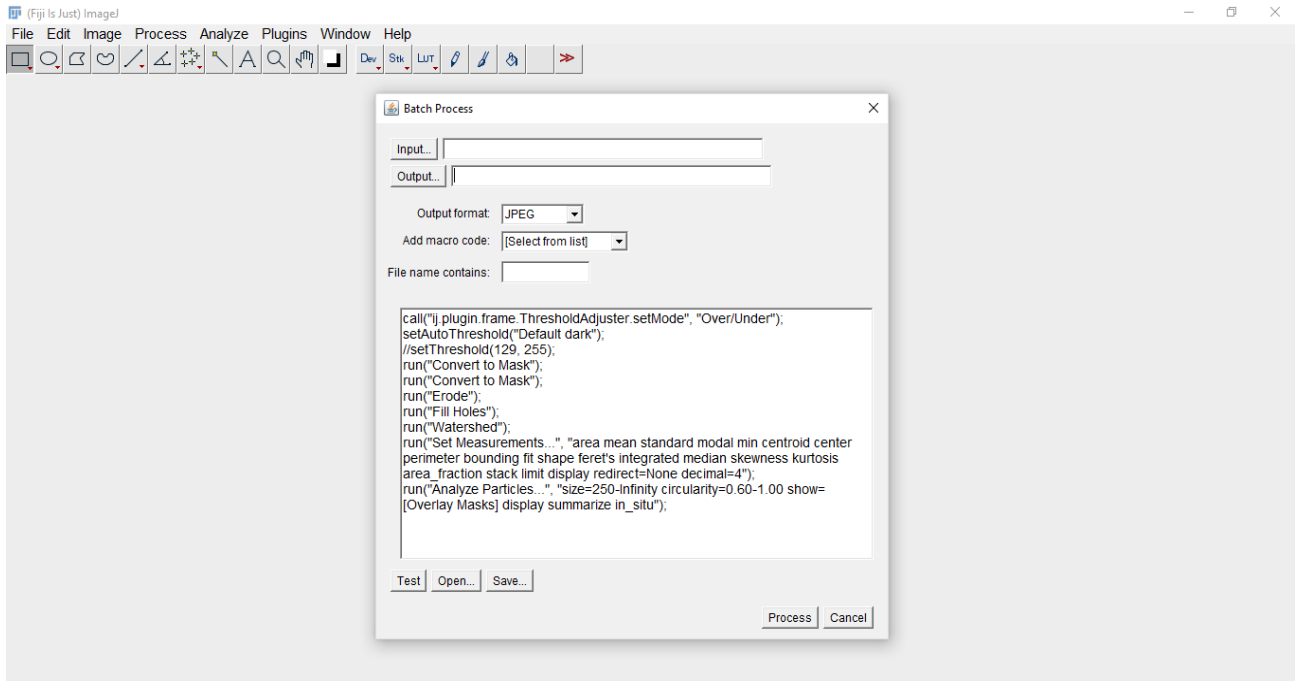 (Fiji Is Just) ImageJ
File Edit Image Process Analyze Plugins Window Help
Dev Stk LUT
Batch Process
Input...
Output...
Output format: JPEG
Add macro code: [Select from list]
File name contains:
call("ij.plugin.frame.ThresholdAdjuster.setMode", "Over/Under");
setAutoThreshold("Default dark");
//setThreshold(129, 255);
run("Convert to Mask");
run("Convert to Mask");
run("Erode");
run("Fill Holes");
run("Watershed");
run("Set Measurements...", "area mean standard modal min centroid center
perimeter bounding fit shape feret's integrated median skewness kurtosis
area_fraction stack limit display redirect=None decimal=4");
run("Analyze Particles...", "size=250-Infinity circularity=0.60-1.00 show=
[Overlay Masks] display summarize in_situ");
Test Open... Save...
Process Cancel